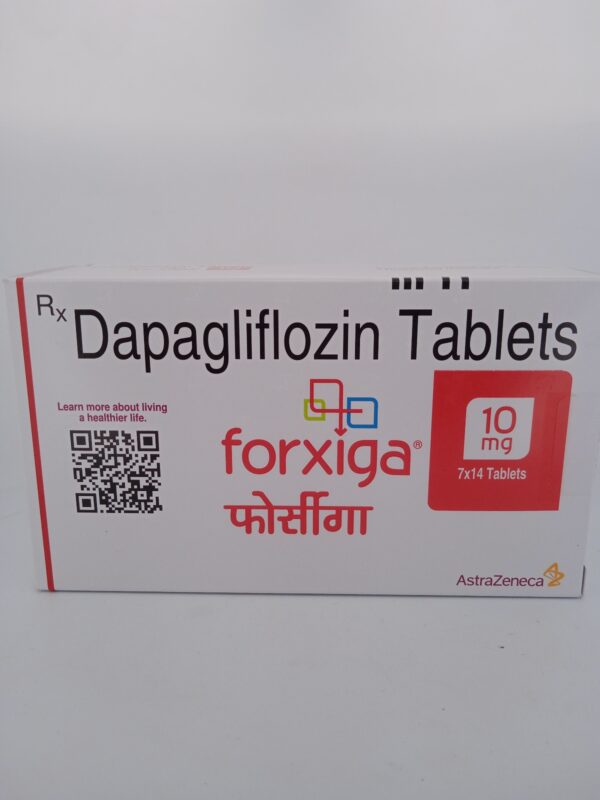 Rx Dapagliflozin Tablets
Learn more about living
a healthier life.
forxiga®
फोर्सीगा
10
mg
7x14 Tablets
AstraZeneca